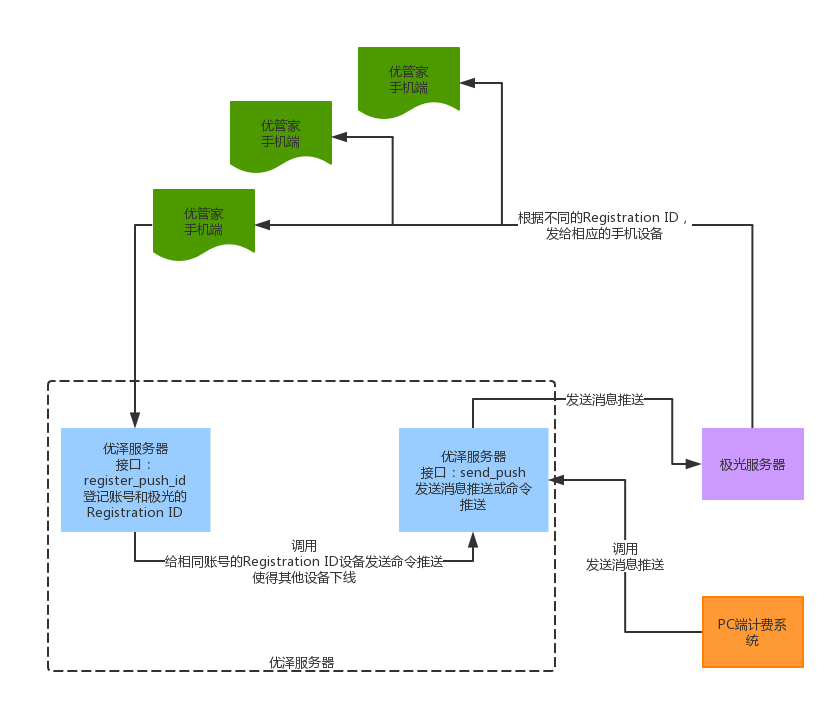 优管家
手机端
优管家
手机端
优管家
手机端
根据不同的Registration ID，
发给相应的手机设备
优泽服务器
接口：
register_push_id
登记账号和极光的
Registration ID
优泽服务器
接口：send_push
发送消息推送或命令
推送
发送消息推送
极光服务器
调用
给相同账号的Registration ID设备发送命令推送
使得其他设备下线
调用
发送消息推送
PC端计费系
统
优泽服务器